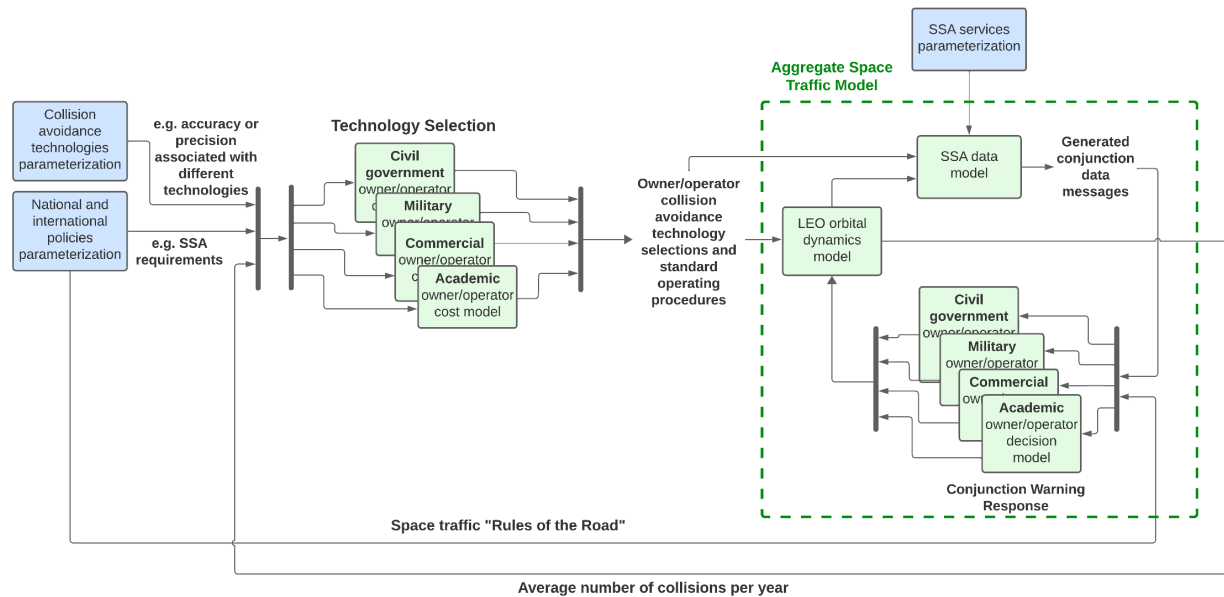 SSA services
parameterization
Aggregate Space
Traffic Model
Collision
avoidance
technologies
parameterization
e.g. accuracy or
precision
associated with
different
technologies
National and
international
policies
parameterization
e.g. SSA
requirements
Technology Selection
Civil
government
owner/operator
Military
owner/operator
Commercial
owner/operator
Academic
owner/operator
cost model
Owner/operator
collision
avoidance
technology
selections and
standard
operating
procedures
SSA data
model
Generated
conjunction
data
messages
LEO orbital
dynamics
model
Civil
government
owner/operator
Military
owner/operator
Commercial
Academic
owner/operator
decision
model
Conjunction Warning
Response
Space traffic "Rules of the Road"
Average number of collisions per year